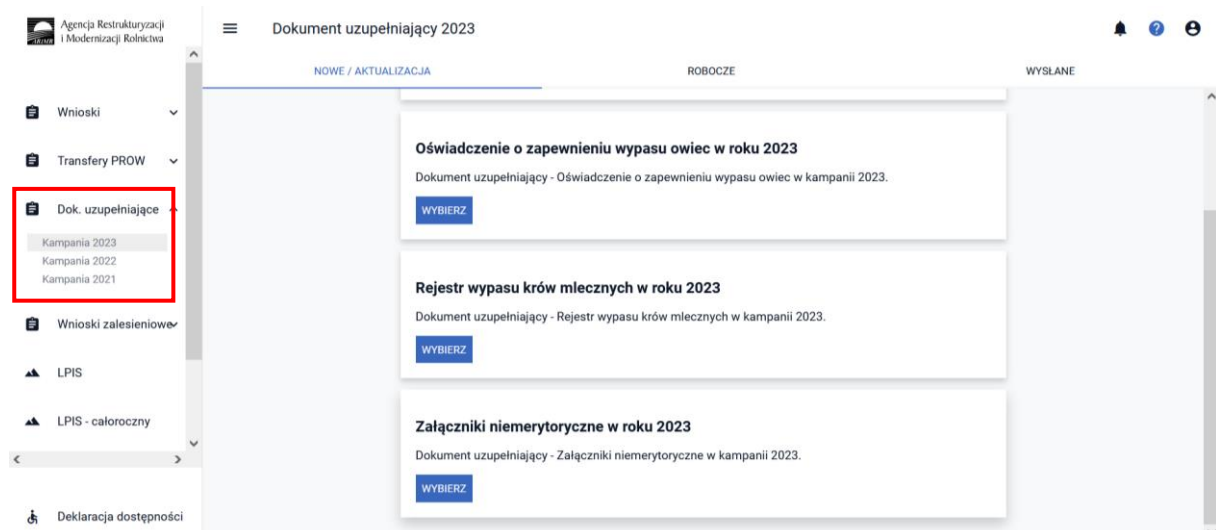 Agencja Restrukturyzacji
i Modernizacji Rolnictwa
Wnioski
Transfery PROW
Dok. uzupełniające
Kampania 2023
Kampania 2022
Kampania 2021
Wnioski zalesieniowe
LPIS
LPIS - całoroczny
Deklaracja dostępności
Dokument uzupełniający 2023
NOWE / AKTUALIZACJA
ROBOCZE
WYSŁANE
Oświadczenie o zapewnieniu wypasu owiec w roku 2023
Dokument uzupełniający - Oświadczenie o zapewnieniu wypasu owiec w kampanii 2023.
WYBIERZ
Rejestr wypasu krów mlecznych w roku 2023
Dokument uzupełniający - Rejestr wypasu krów mlecznych w kampanii 2023.
WYBIERZ
Załączniki niemerytoryczne w roku 2023
Dokument uzupełniający - Załączniki niemerytoryczne w kampanii 2023.
WYBIERZ